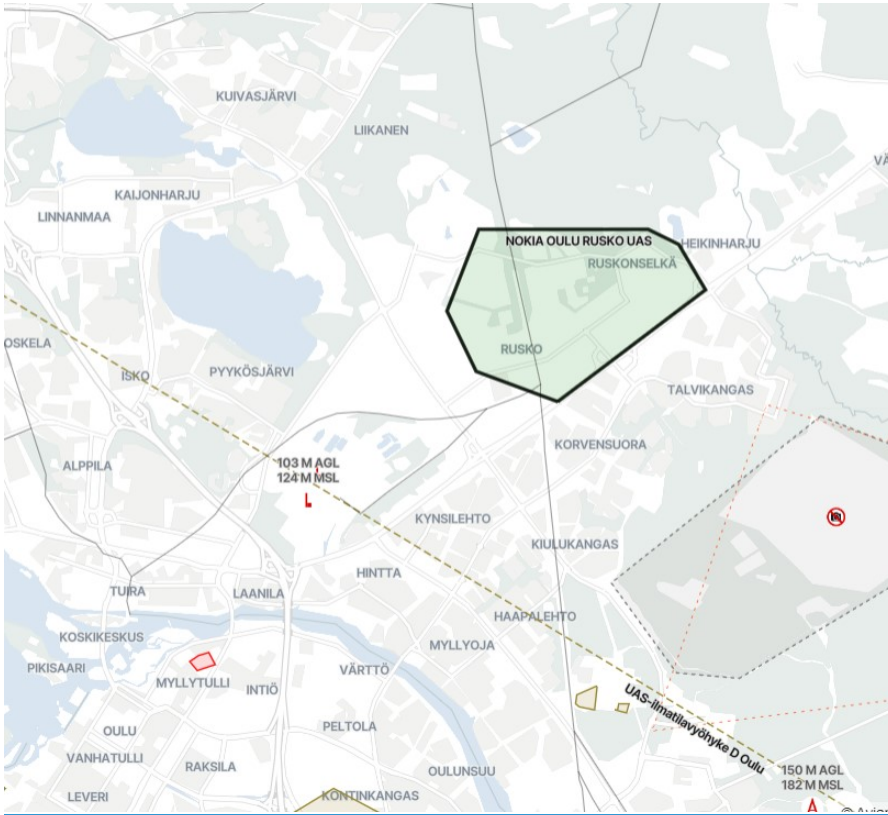 KUIVASJÄRVI
LIIKANEN
VÄ
KAIJONHARJU
LINNANMAA
NOKIA OULU RUSKO UAS
HEIKINHARJU
RUSKONSELKÄ
OSKELA
RUSKO
ISKO
PYYKÖSJÄRVI
TALVIKANGAS
KORVENSUORA
ALPPILA
103 M AGL
124 M MSL
KYNSILEHTO
KIULUKANGAS
HINTTA
TUIRA
LAANILA
HAAPALEHTO
KOSKIKESKUS
MYLLYOJA
PIKISAARI
VÄRTTÖ
MYLLYTULLI
INTIÖ
UAS-ilmatilavyöhyke D Oulu
PELTOLA
OULU
VANHATULLI
RAKSILA
OULUNSUU
150 M AGL
182 M MSL
LEVERI
KONTINKANGAS